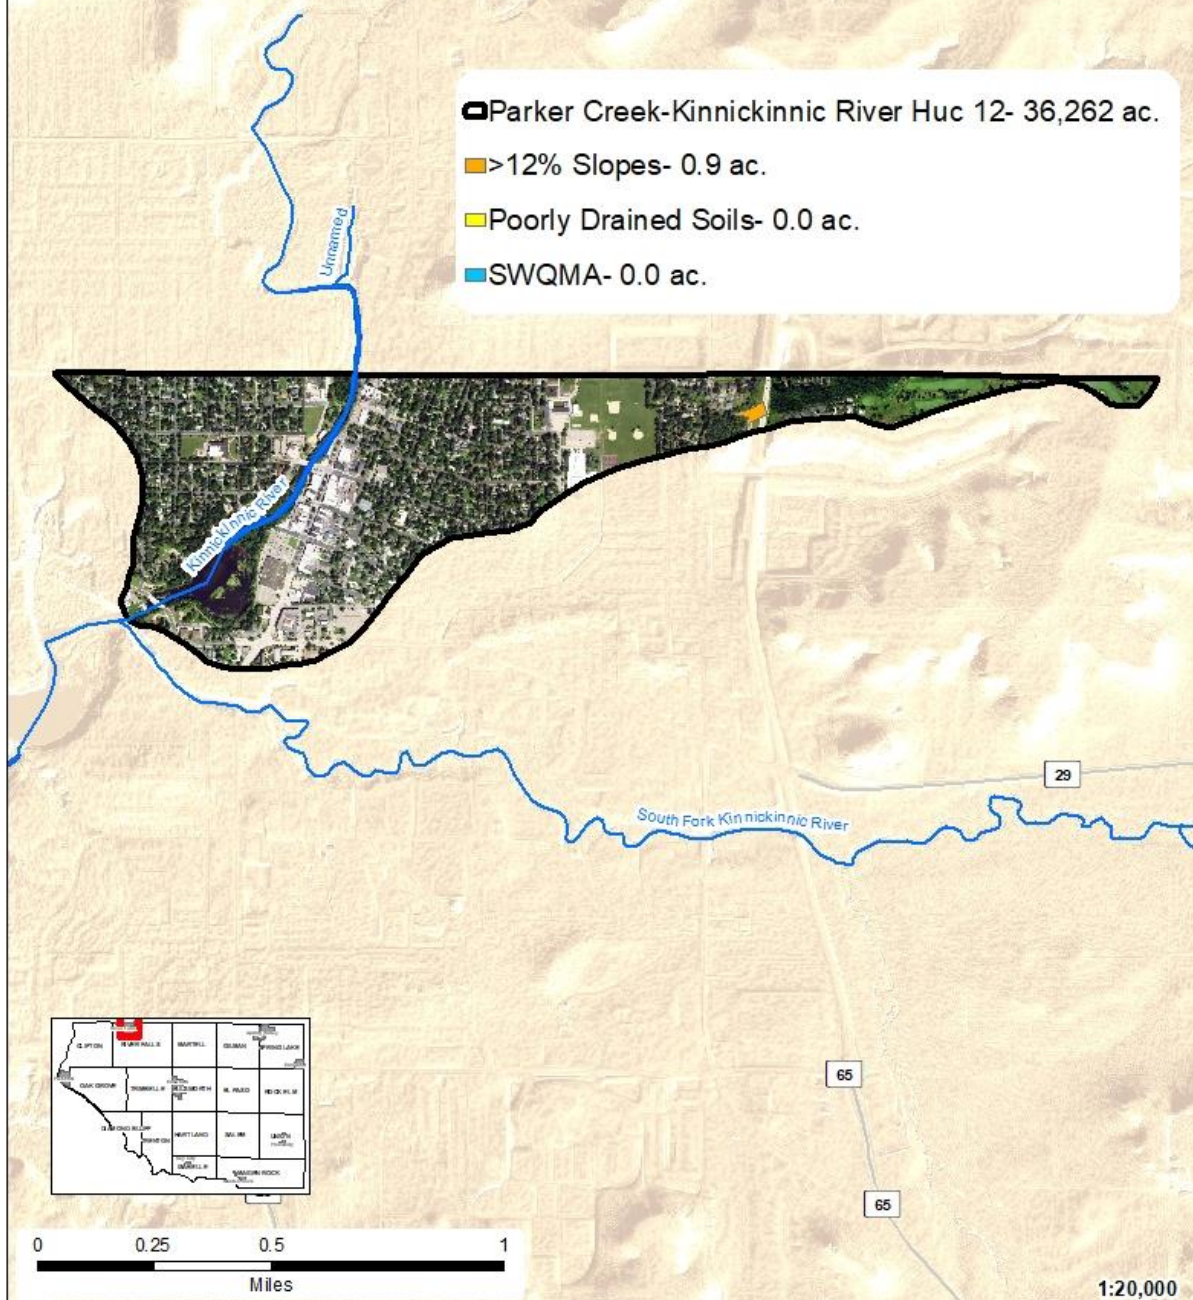 Parker Creek-Kinnickinnic River Huc 12- 36,262 ac.
>12% Slopes- 0.9 ac.
Poorly Drained Soils- 0.0 ac.
SWQMA- 0.0 ac.
Unnamed
Kinnickinnic River
29
South Fork Kinnickinnic River
65
CLIFTON RIVER FALLS MARTELL GILMAN SPRING LAKE
OAK GROVE TRIMBELLE ELLSWORTH EL PASO ROCK ELM
DIAMOND BLUFF TRENTON HARTLAND SALEM UNION
ISABELLE MAIDEN ROCK
65
0 0.25 0.5 1
Miles
1:20,000